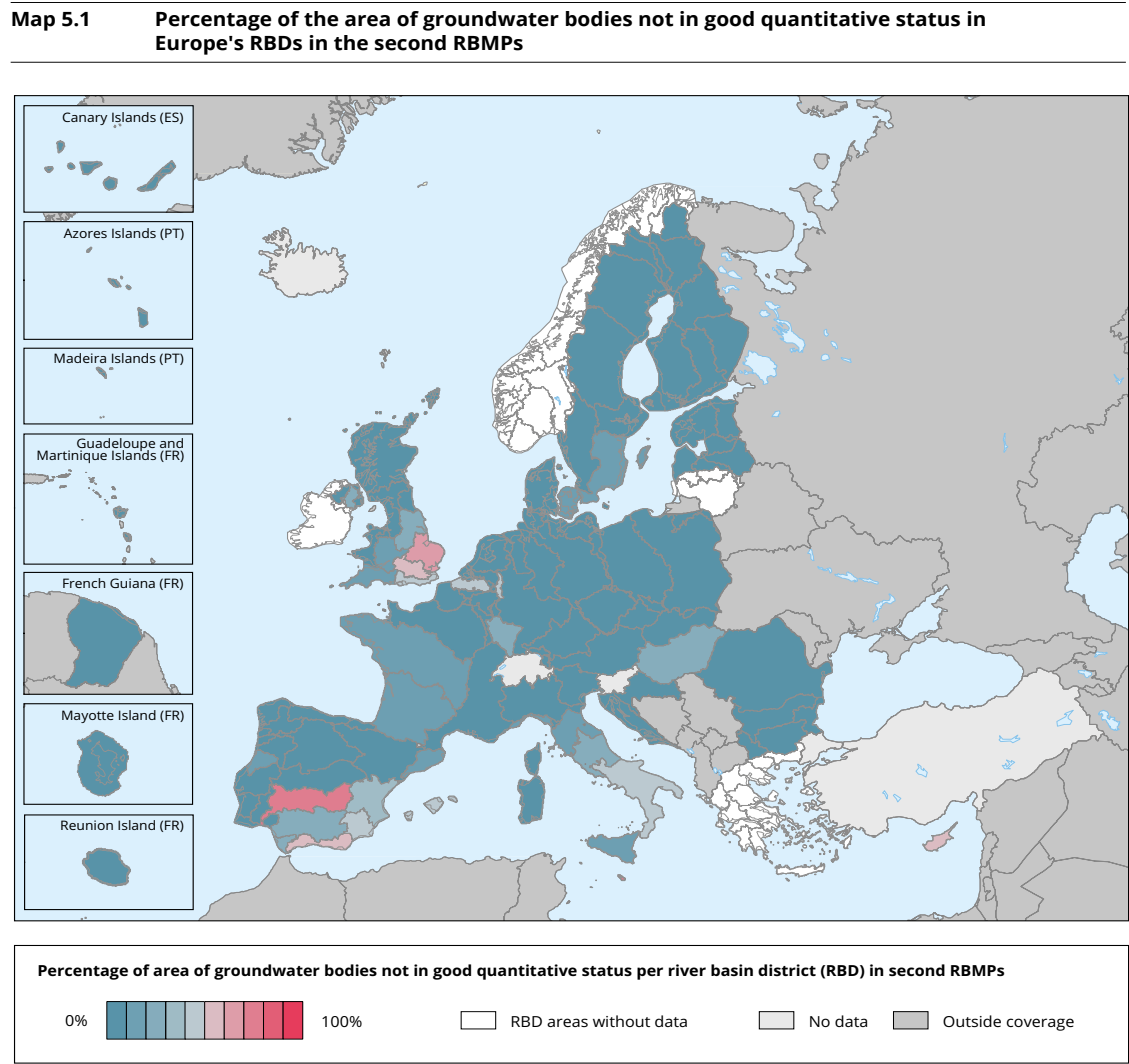 Map 5.1
Percentage of the area of groundwater bodies not in good quantitative status in
Europe's RBDs in the second RBMPs
Canary Islands (ES)
Azores Islands (PT)
Madeira Islands (PT)
Guadeloupe and
Martinique Islands (FR)
French Guiana (FR)
Mayotte Island (FR)
Reunion Island (FR)
Percentage of area of groundwater bodies not in good quantitative status per river basin district (RBD) in second RBMPs
0%
100%
RBD areas without data
No data
Outside coverage